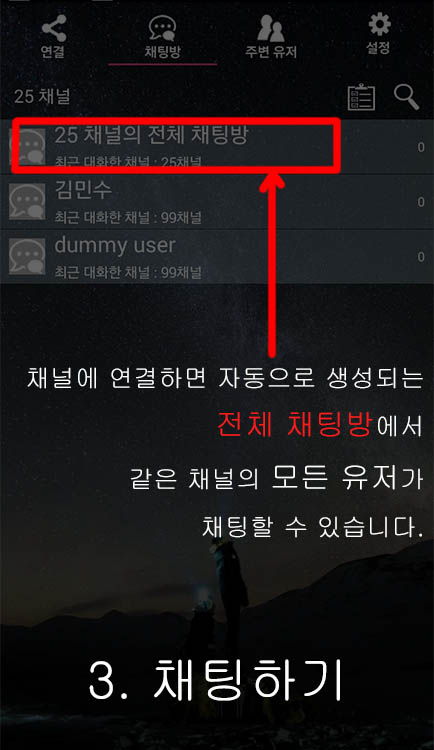 연결 채팅방 주변 유저 설정
25 채널
25 채널의 전체 채팅방 0
최근 대화한 채널 : 25채널
김민수 0
최근 대화한 채널 : 99채널
dummy user 0
최근 대화한 채널 : 99채널
채널에 연결하면 자동으로 생성되는
전체 채팅방에서
같은 채널의 모든 유저가
채팅할 수 있습니다.
3. 채팅하기